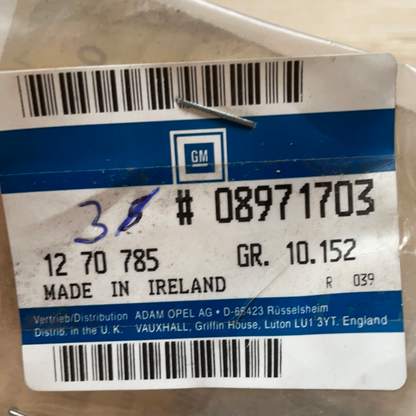 GM
# 08971703
12 70 785 GR. 10.152
MADE IN IRELAND R 039
Vertrieb/Distribution ADAM OPEL AG • D-65423 Rüsselsheim
Distrib. in the U. K. VAUXHALL, Griffin House, Luton LU1 3YT. England